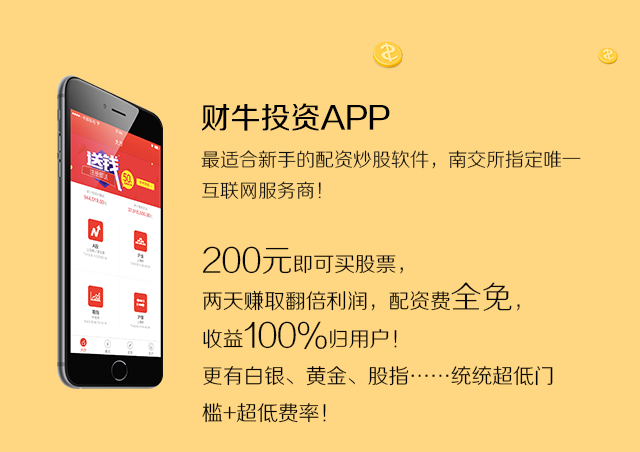 财牛投资APP
最适合新手的配资炒股软件，南交所指定唯一
互联网服务商！
200元即可买股票，
两天赚取翻倍利润，配资费全免，
收益100%归用户！
更有白银、黄金、股指……统统超低门
槛+超低费率！
送钱